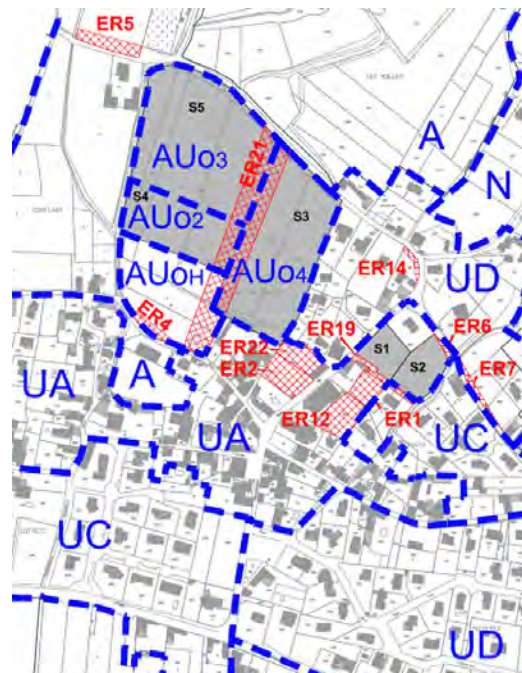 ER5
S5
AUo3
ER21
A
N
S4
AUo2
S3
AUoH
AUo4
ER14
UD
ER4
ER19
ER6
S1
S2
ER22
ER2
ER7
A
UA
UA
ER12
ER1
UC
UC
UD